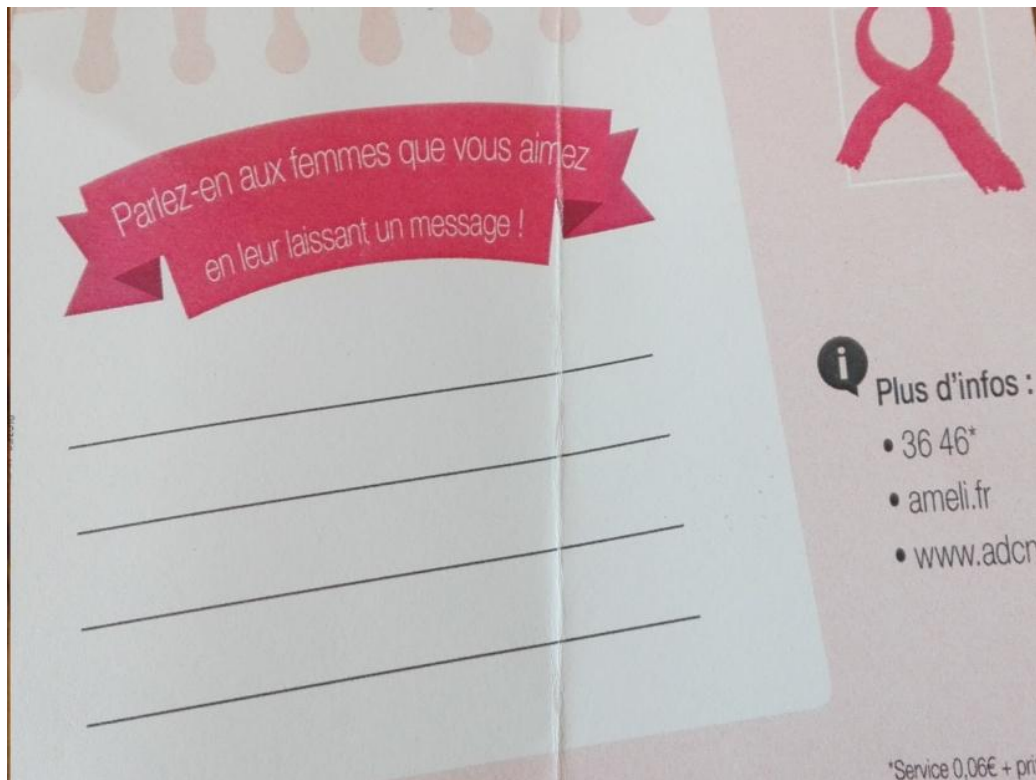 Parlez-en aux femmes que vous aimez
en leur laissant un message !
Plus d'infos :
• 36 46*
• ameli.fr
• www.adcn
*Service 0,06€ + pri